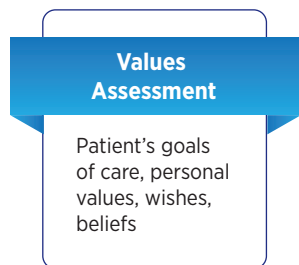 Values
Assessment
Patient’s goals
of care, personal
values, wishes,
beliefs